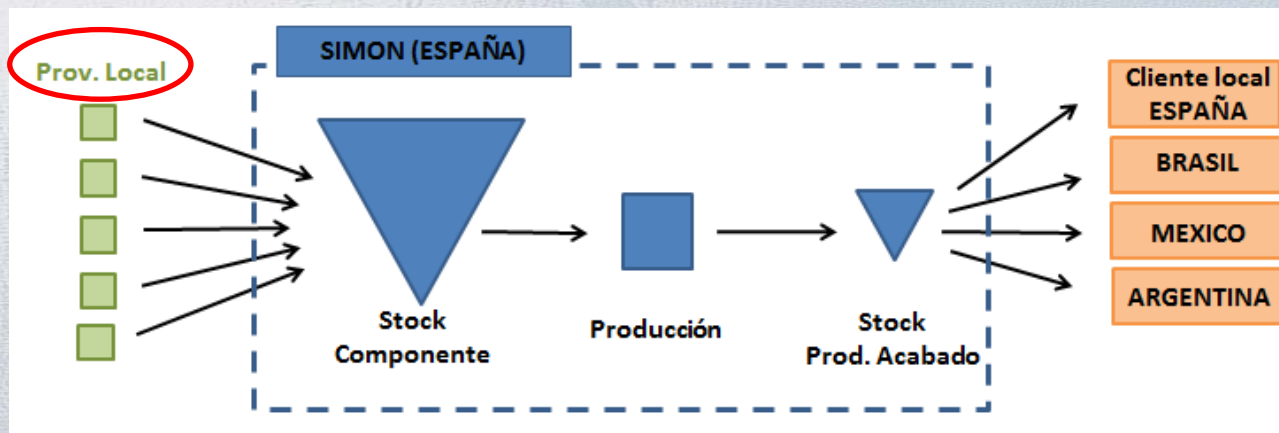 SIMON (ESPAÑA)
Prov. Local
Cliente local
ESPAÑA
BRASIL
MEXICO
ARGENTINA
Stock
Componente
Producción
Stock
Prod. Acabado